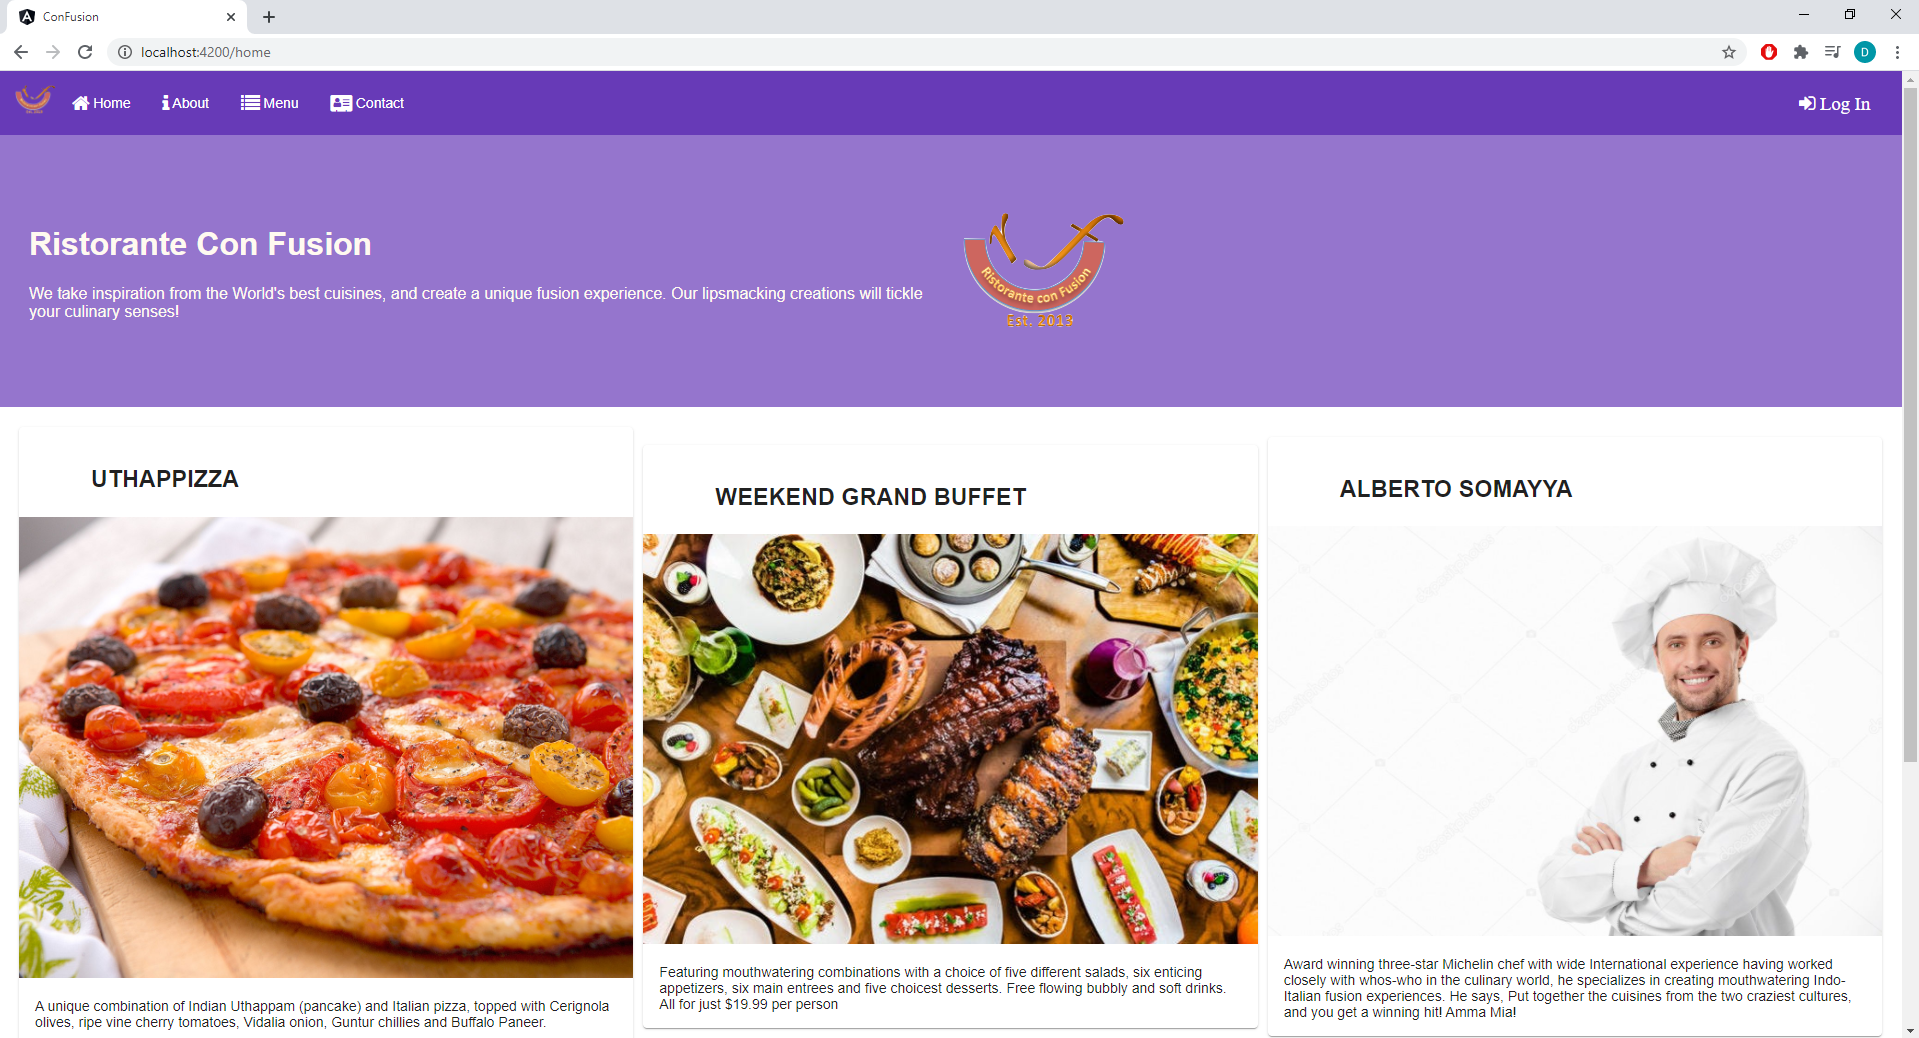 ConFusion
localhost:4200/home
D
Home
About
Menu
Contact
Log In
Ristorante Con Fusion
We take inspiration from the World's best cuisines, and create a unique fusion experience. Our lipsmacking creations will tickle
your culinary senses!
Ristorante con Fusion
Est. 2013
UTHAPPIZZA
A unique combination of Indian Uthappam (pancake) and Italian pizza, topped with Cerignola
olives, ripe vine cherry tomatoes, Vidalia onion, Guntur chillies and Buffalo Paneer.
WEEKEND GRAND BUFFET
Featuring mouthwatering combinations with a choice of five different salads, six enticing
appetizers, six main entrees and five choicest desserts. Free flowing bubbly and soft drinks.
All for just $19.99 per person
ALBERTO SOMAYYA
Award winning three-star Michelin chef with wide International experience having worked
closely with whos-who in the culinary world, he specializes in creating mouthwatering Indo-
Italian fusion experiences. He says, Put together the cuisines from the two craziest cultures,
and you get a winning hit! Amma Mia!